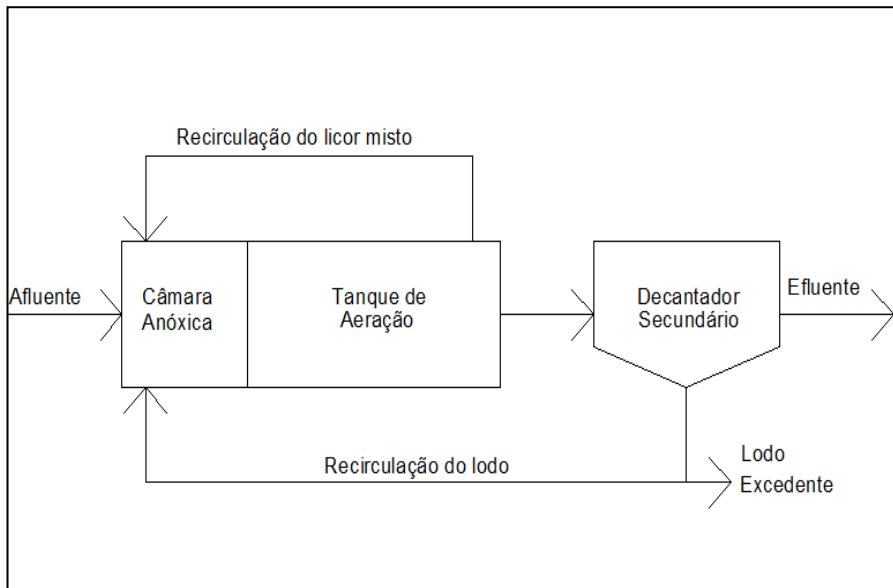 Recirculação do licor misto
Afluente
Câmara
Anóxica
Tanque de
Aeração
Decantador
Secundário
Efluente
Recirculação do lodo
Lodo
Excedente